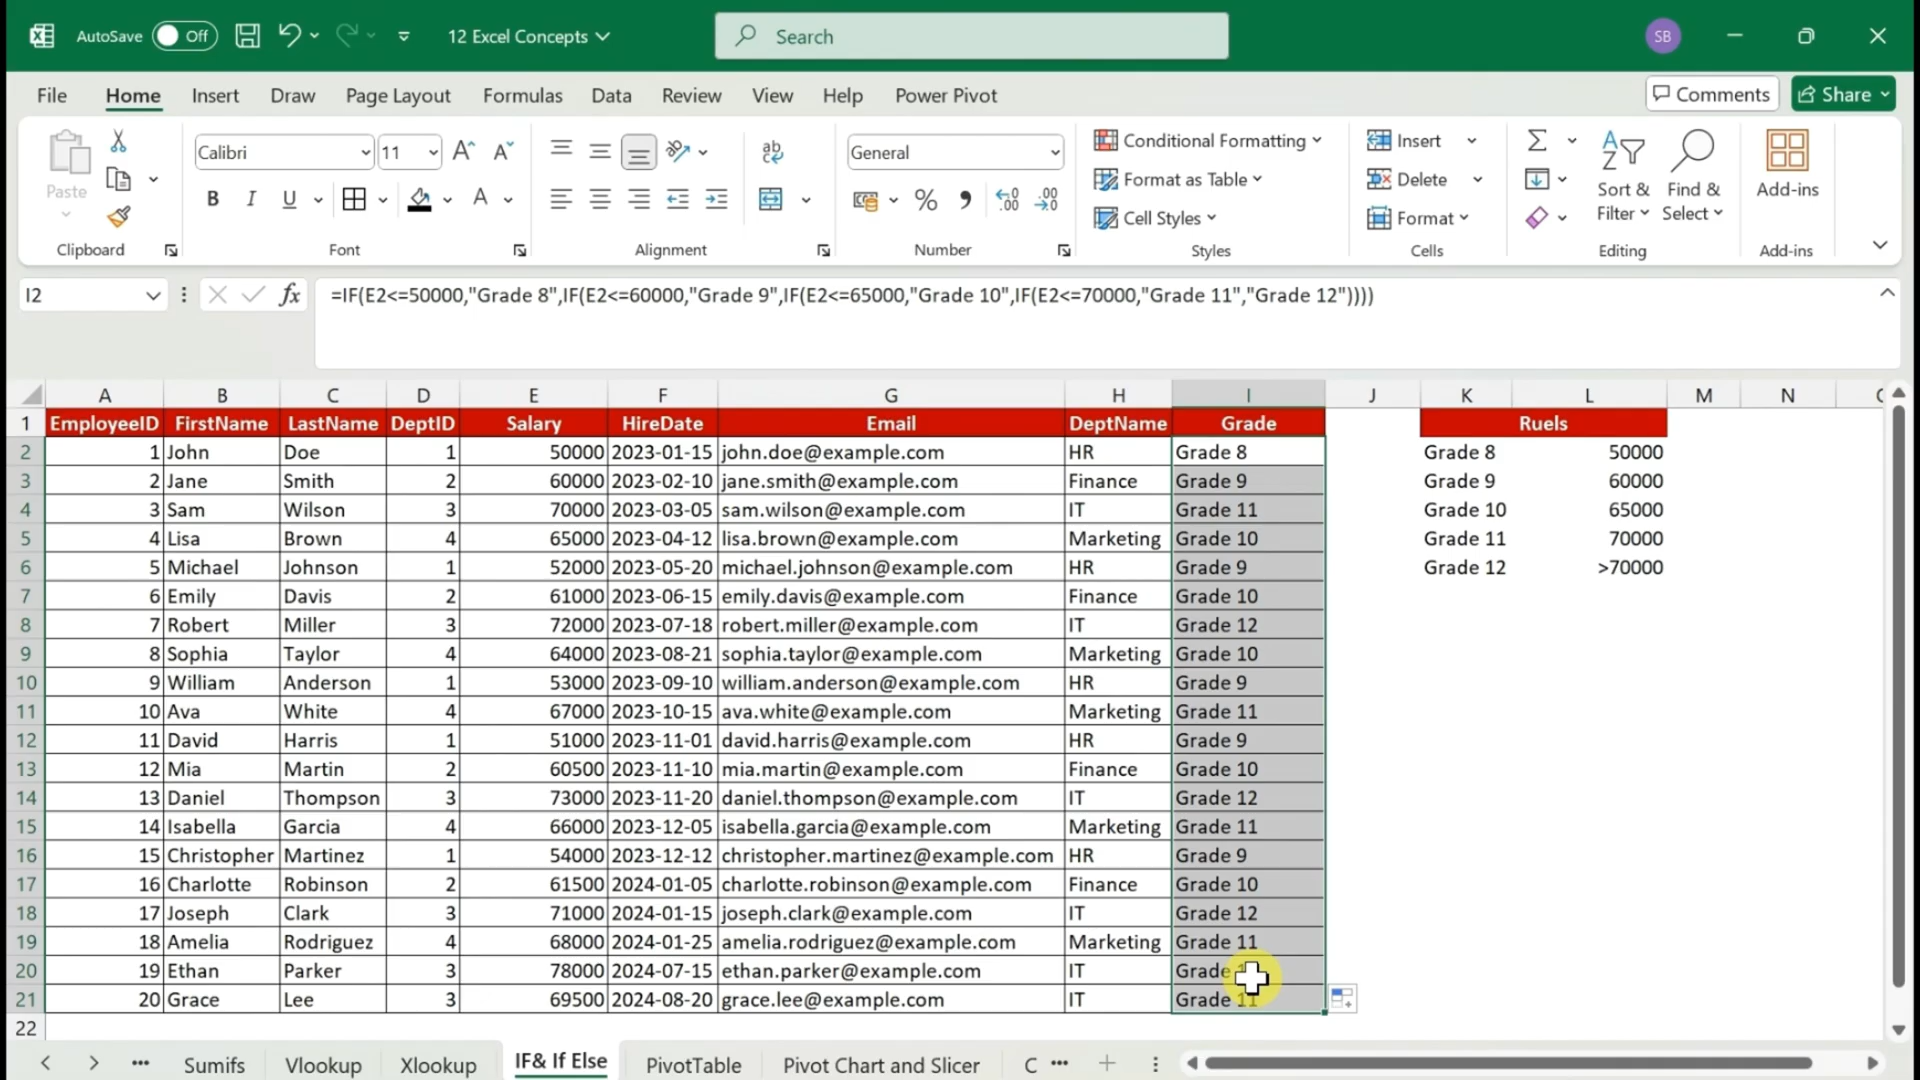 AutoSave Off 12 Excel Concepts Search SB
File Home Insert Draw Page Layout Formulas Data Review View Help Power Pivot Comments Share
Paste Calibri 11 General Conditional Formatting Format as Table Cell Styles Insert Delete Format Sort & Filter Find & Select Add-ins
Clipboard Font Alignment Number Styles Cells Editing Add-ins
I2 fx =IF(E2<=50000,"Grade 8",IF(E2<=60000,"Grade 9",IF(E2<=65000,"Grade 10",IF(E2<=70000,"Grade 11","Grade 12"))))
A B C D E F G H I J K L M N
1 EmployeeID FirstName LastName DeptID Salary HireDate Email DeptName Grade Ruels
2 1 John Doe 1 50000 2023-01-15 john.doe@example.com HR Grade 8 Grade 8 50000
3 2 Jane Smith 2 60000 2023-02-10 jane.smith@example.com Finance Grade 9 Grade 9 60000
4 3 Sam Wilson 3 70000 2023-03-05 sam.wilson@example.com IT Grade 11 Grade 10 65000
5 4 Lisa Brown 4 65000 2023-04-12 lisa.brown@example.com Marketing Grade 10 Grade 11 70000
6 5 Michael Johnson 1 52000 2023-05-20 michael.johnson@example.com HR Grade 9 Grade 12 >70000
7 6 Emily Davis 2 61000 2023-06-15 emily.davis@example.com Finance Grade 10
8 7 Robert Miller 3 72000 2023-07-18 robert.miller@example.com IT Grade 12
9 8 Sophia Taylor 4 64000 2023-08-21 sophia.taylor@example.com Marketing Grade 10
10 9 William Anderson 1 53000 2023-09-10 william.anderson@example.com HR Grade 9
11 10 Ava White 4 67000 2023-10-15 ava.white@example.com Marketing Grade 11
12 11 David Harris 1 51000 2023-11-01 david.harris@example.com HR Grade 9
13 12 Mia Martin 2 60500 2023-11-10 mia.martin@example.com Finance Grade 10
14 13 Daniel Thompson 3 73000 2023-11-20 daniel.thompson@example.com IT Grade 12
15 14 Isabella Garcia 4 66000 2023-12-05 isabella.garcia@example.com Marketing Grade 11
16 15 Christopher Martinez 1 54000 2023-12-12 christopher.martinez@example.com HR Grade 9
17 16 Charlotte Robinson 2 61500 2024-01-05 charlotte.robinson@example.com Finance Grade 10
18 17 Joseph Clark 3 71000 2024-01-15 joseph.clark@example.com IT Grade 12
19 18 Amelia Rodriguez 4 68000 2024-01-25 amelia.rodriguez@example.com Marketing Grade 11
20 19 Ethan Parker 3 78000 2024-07-15 ethan.parker@example.com IT Grade
21 20 Grace Lee 3 69500 2024-08-20 grace.lee@example.com IT Grade 11
22
Sumifs Vlookup Xlookup IF& If Else PivotTable Pivot Chart and Slicer C